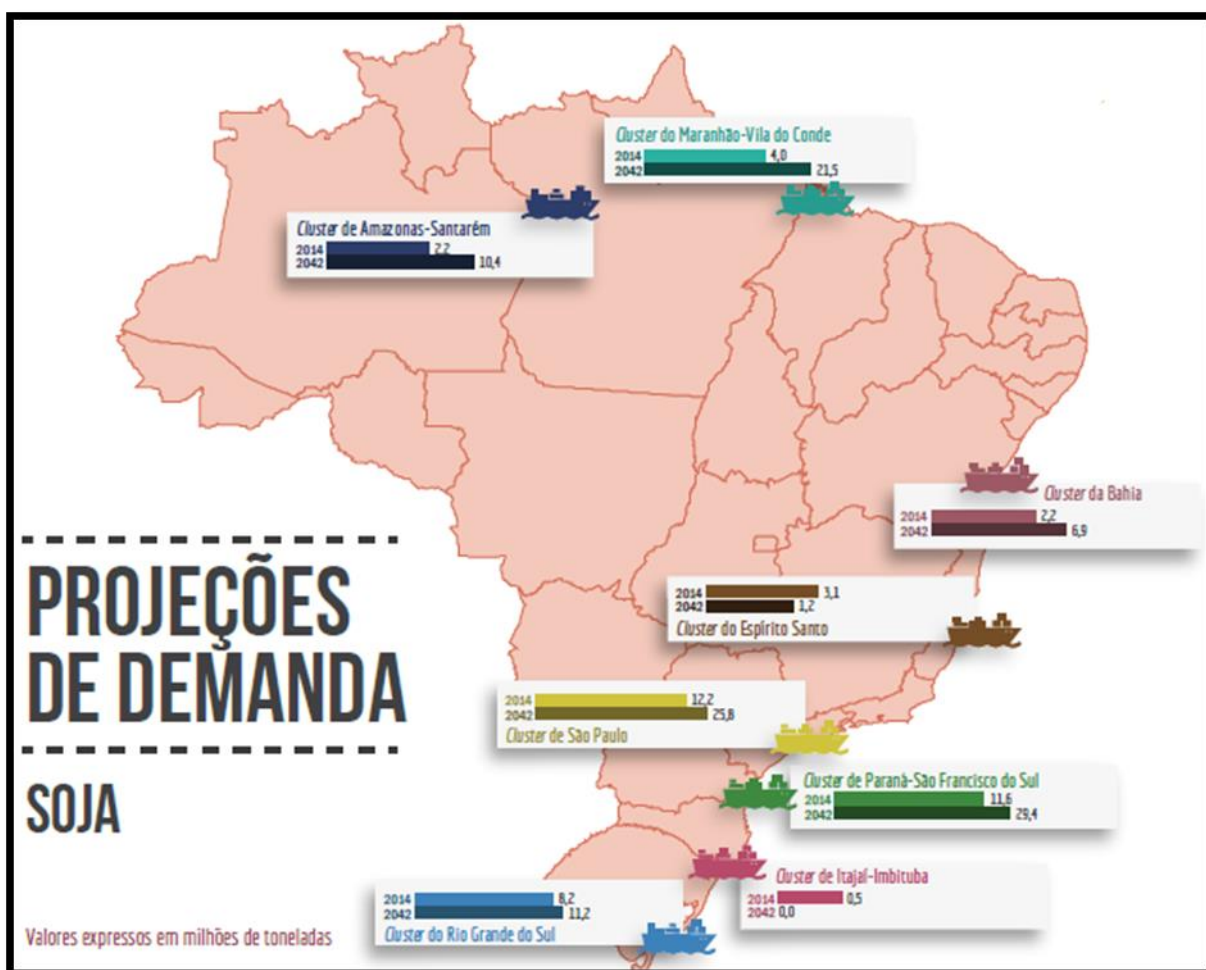 Cluster do Maranhão-Vila do Conde
2014 4,0
2042 21,5
Cluster de Amazonas-Santarém
2014 2,2
2042 10,4
Cluster da Bahia
2014 2,2
2042 6,9
2014 3,1
2042 1,2
Cluster do Espírito Santo
2014 12,2
2042 25,8
Cluster de São Paulo
Cluster de Paraná-São Francisco do Sul
2014 11,6
2042 29,4
Cluster de Itajaí-Imbituba
2014 0,5
2042 0,0
2014 8,2
2042 11,2
Cluster do Rio Grande do Sul
PROJEÇÕES
DE DEMANDA
SOJA
Valores expressos em milhões de toneladas